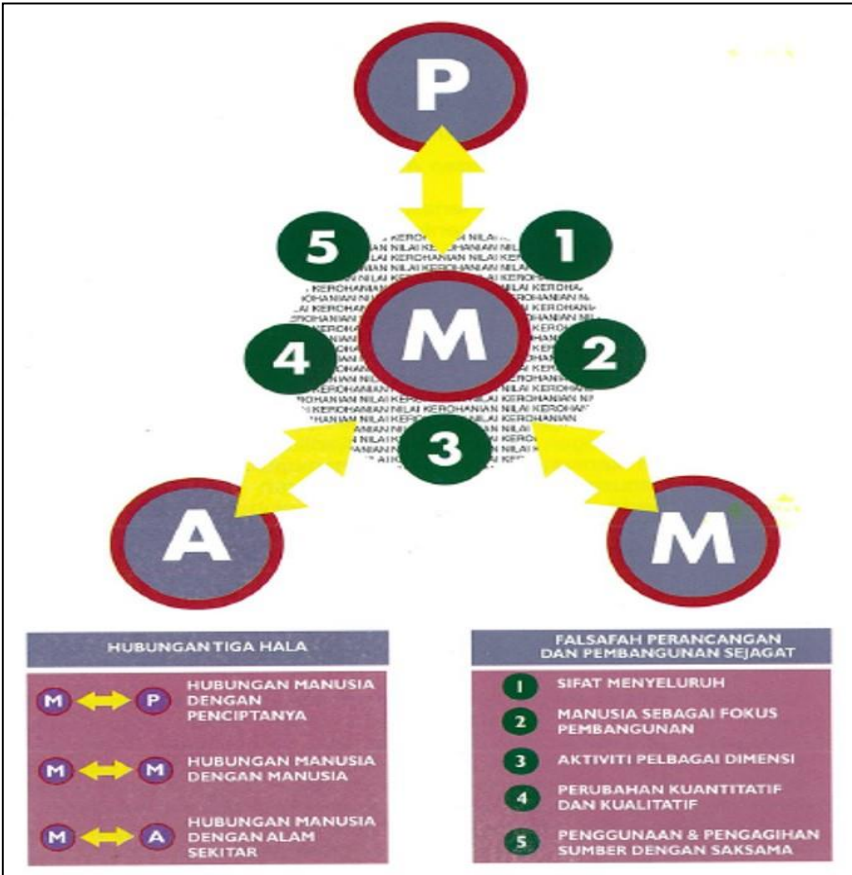 P
5
1
M
4
2
3
A
M
HUBUNGAN TIGA HALA
M P HUBUNGAN MANUSIA
DENGAN
PENCIPTANYA
M M HUBUNGAN MANUSIA
DENGAN MANUSIA
M A HUBUNGAN MANUSIA
DENGAN ALAM
SEKITAR
FALSAFAH PERANCANGAN
DAN PEMBANGUNAN SEJAGAT
1 SIFAT MENYELURUH
2 MANUSIA SEBAGAI FOKUS
PEMBANGUNAN
3 AKTIVITI PELBAGAI DIMENSI
4 PERUBAHAN KUANTITATIF
DAN KUALITATIF
5 PENGGUNAAN & PENGAGIHAN
SUMBER DENGAN SAKSAMA